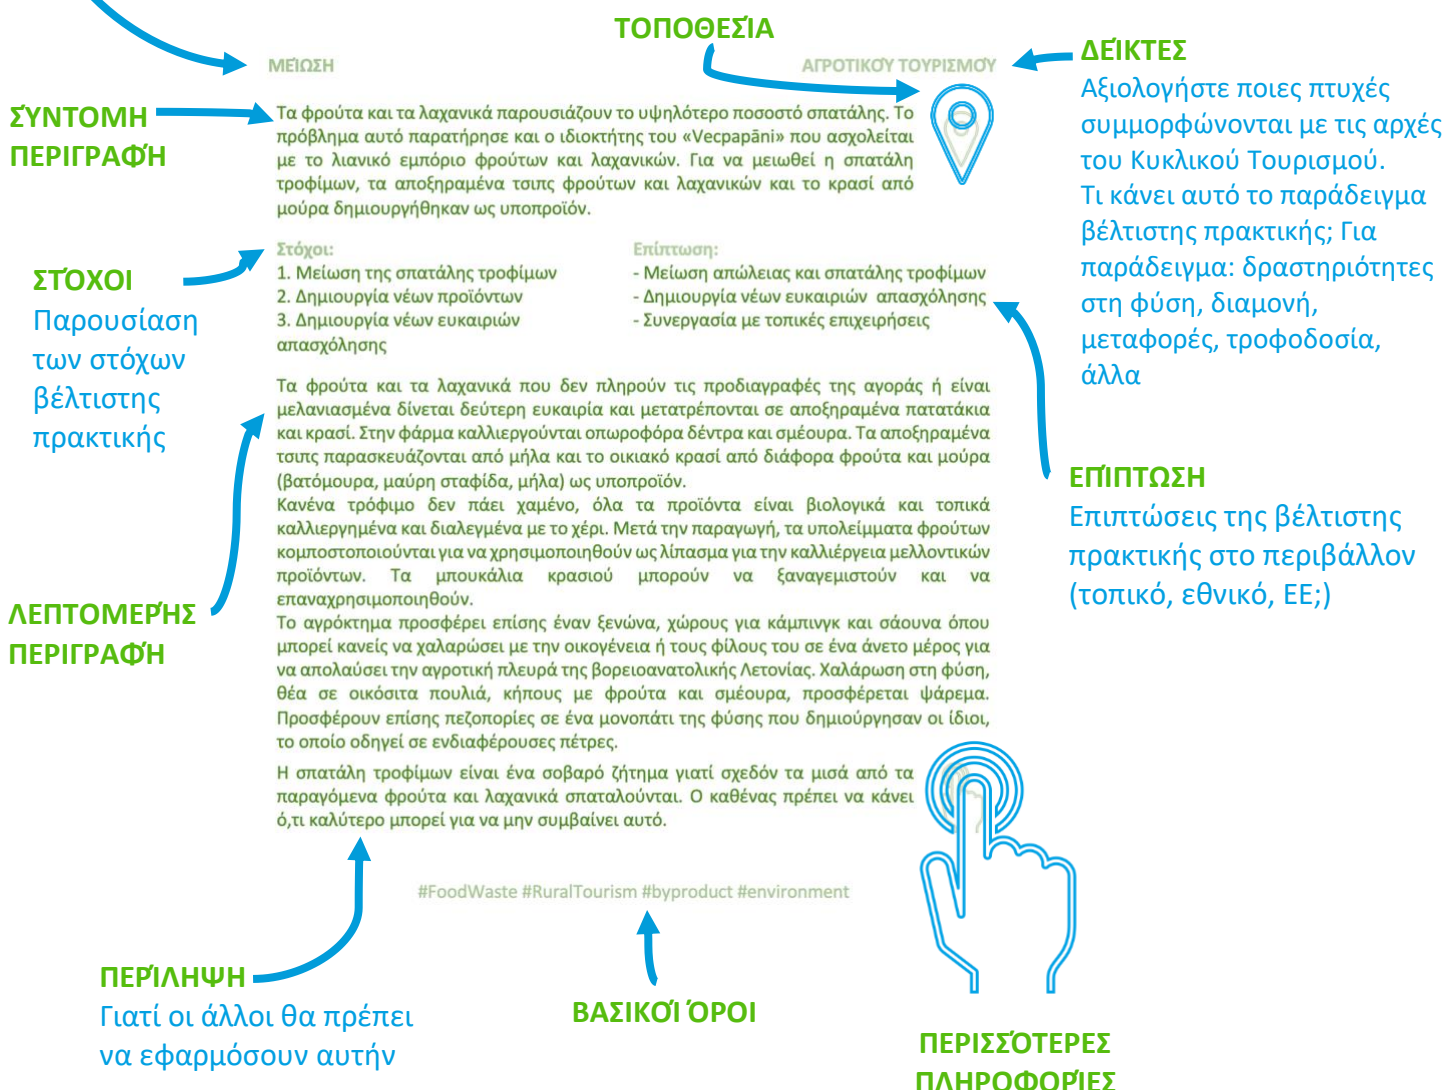 ΤΟΠΟΘΕΣΊΑ
ΜΕΊΩΣΗ
ΑΓΡΟΤΙΚΟΎ ΤΟΥΡΙΣΜΟΎ
ΔΕΊΚΤΕΣ
Αξιολογήστε ποιες πτυχές
συμμορφώνονται με τις αρχές
του Κυκλικού Τουρισμού.
Τι κάνει αυτό το παράδειγμα
βέλτιστης πρακτικής; Για
παράδειγμα: δραστηριότητες
στη φύση, διαμονή,
μεταφορές, τροφοδοσία,
άλλα
ΣΎΝΤΟΜΗ
ΠΕΡΙΓΡΑΦΉ
Τα φρούτα και τα λαχανικά παρουσιάζουν το υψηλότερο ποσοστό σπατάλης. Το
πρόβλημα αυτό παρατήρησε και ο ιδιοκτήτης του «Vecpapāni» που ασχολείται
με το λιανικό εμπόριο φρούτων και λαχανικών. Για να μειωθεί η σπατάλη
τροφίμων, τα αποξηραμένα τσιπς φρούτων και λαχανικών και το κρασί από
μούρα δημιουργήθηκαν ως υποπροϊόν.
ΣΤΌΧΟΙ
Παρουσίαση
των στόχων
βέλτιστης
πρακτικής
Στόχοι:
1. Μείωση της σπατάλης τροφίμων
2. Δημιουργία νέων προϊόντων
3. Δημιουργία νέων ευκαιριών
απασχόλησης
Επίπτωση:
- Μείωση απώλειας και σπατάλης τροφίμων
- Δημιουργία νέων ευκαιριών απασχόλησης
- Συνεργασία με τοπικές επιχειρήσεις
ΕΠΊΠΤΩΣΗ
Επιπτώσεις της βέλτιστης
πρακτικής στο περιβάλλον
(τοπικό, εθνικό, ΕΕ;)
ΛΕΠΤΟΜΕΡΉΣ
ΠΕΡΙΓΡΑΦΉ
Τα φρούτα και τα λαχανικά που δεν πληρούν τις προδιαγραφές της αγοράς ή είναι
μελανιασμένα δίνεται δεύτερη ευκαιρία και μετατρέπονται σε αποξηραμένα πατατάκια
και κρασί. Στην φάρμα καλλιεργούνται οπωροφόρα δέντρα και σμέουρα. Τα αποξηραμένα
τσιπς παρασκευάζονται από μήλα και το οικιακό κρασί από διάφορα φρούτα και μούρα
(βατόμουρα, μαύρη σταφίδα, μήλα) ως υποπροϊόν.
Κανένα τρόφιμο δεν πάει χαμένο, όλα τα προϊόντα είναι βιολογικά και τοπικά
καλλιεργημένα και διαλεγμένα με το χέρι. Μετά την παραγωγή, τα υπολείμματα φρούτων
κομποστοποιούνται για να χρησιμοποιηθούν ως λίπασμα για την καλλιέργεια μελλοντικών
προϊόντων. Τα μπουκάλια κρασιού μπορούν να ξαναγεμιστούν και να
επαναχρησιμοποιηθούν.
Το αγρόκτημα προσφέρει επίσης έναν ξενώνα, χώρους για κάμπινγκ και σάουνα όπου
μπορεί κανείς να χαλαρώσει με την οικογένεια ή τους φίλους του σε ένα άνετο μέρος για
να απολαύσει την αγροτική πλευρά της βορειοανατολικής Λετονίας. Χαλάρωση στη φύση,
θέα σε οικόσιτα πουλιά, κήπους με φρούτα και σμέουρα, προσφέρεται ψάρεμα.
Προσφέρουν επίσης πεζοπορίες σε ένα μονοπάτι της φύσης που δημιούργησαν οι ίδιοι,
το οποίο οδηγεί σε ενδιαφέρουσες πέτρες.
Η σπατάλη τροφίμων είναι ένα σοβαρό ζήτημα γιατί σχεδόν τα μισά από τα
παραγόμενα φρούτα και λαχανικά σπαταλούνται. Ο καθένας πρέπει να κάνει
ό,τι καλύτερο μπορεί για να μην συμβαίνει αυτό.
#FoodWaste #RuralTourism #byproduct #environment
ΠΕΡΊΛΗΨΗ
Γιατί οι άλλοι θα πρέπει
να εφαρμόσουν αυτήν
ΒΑΣΙΚΟΊ ΌΡΟΙ
ΠΕΡΙΣΣΌΤΕΡΕΣ
ΠΛΗΡΟΦΟΡΊΕΣ